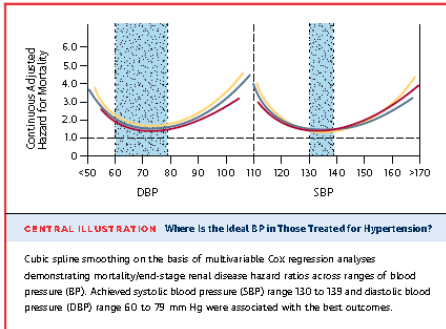 Continuous Adjusted
Hazard for Mortality
6.0
5.0
4.0
3.0
2.0
1.0
0
<50 60 70 80 90 100 110 120 130 140 150 160 >170
DBP SBP
CENTRAL ILLUSTRATION Where Is the Ideal BP in Those Treated for Hypertension?
Cubic spline smoothing on the basis of multivariable Cox regression analyses
demonstrating mortality/end-stage renal disease hazard ratios across ranges of blood
pressure (BP). Achieved systolic blood pressure (SBP) range 130 to 139 and diastolic blood
pressure (DBP) range 60 to 79 mm Hg were associated with the best outcomes.